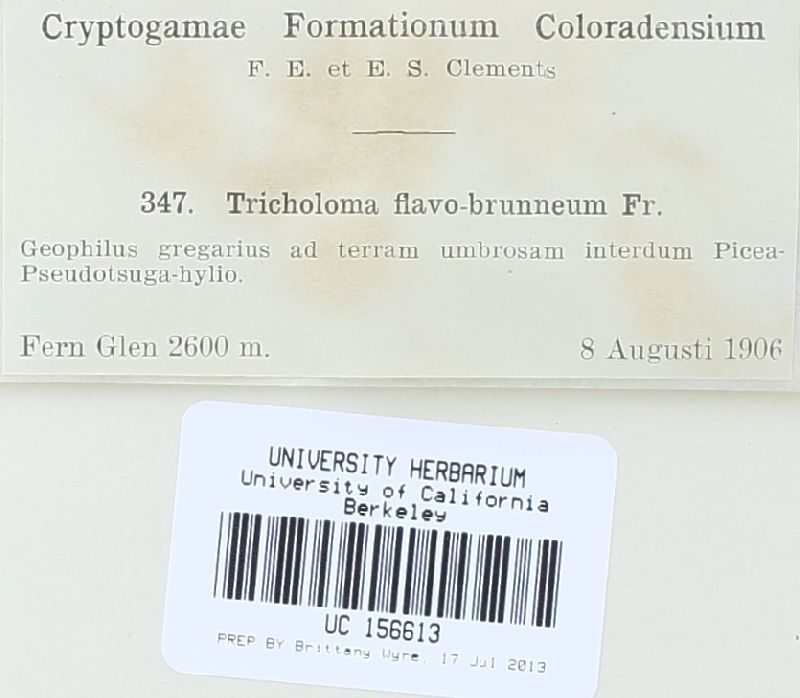 Cryptogamae Formationum Coloradensium
F. E. et E. S. Clements
347. Tricholoma flavo-brunneum Fr.
Geophilus gregarius ad terram umbrosam interdum Picea-
Pseudotsuga-hylio.
Fern Glen 2600 m. 8 Augusti 1906
UNIVERSITY HERBARIUM
University of California
Berkeley
UC 156613
PREP BY Brittany Wyre, 17 Jul 2013